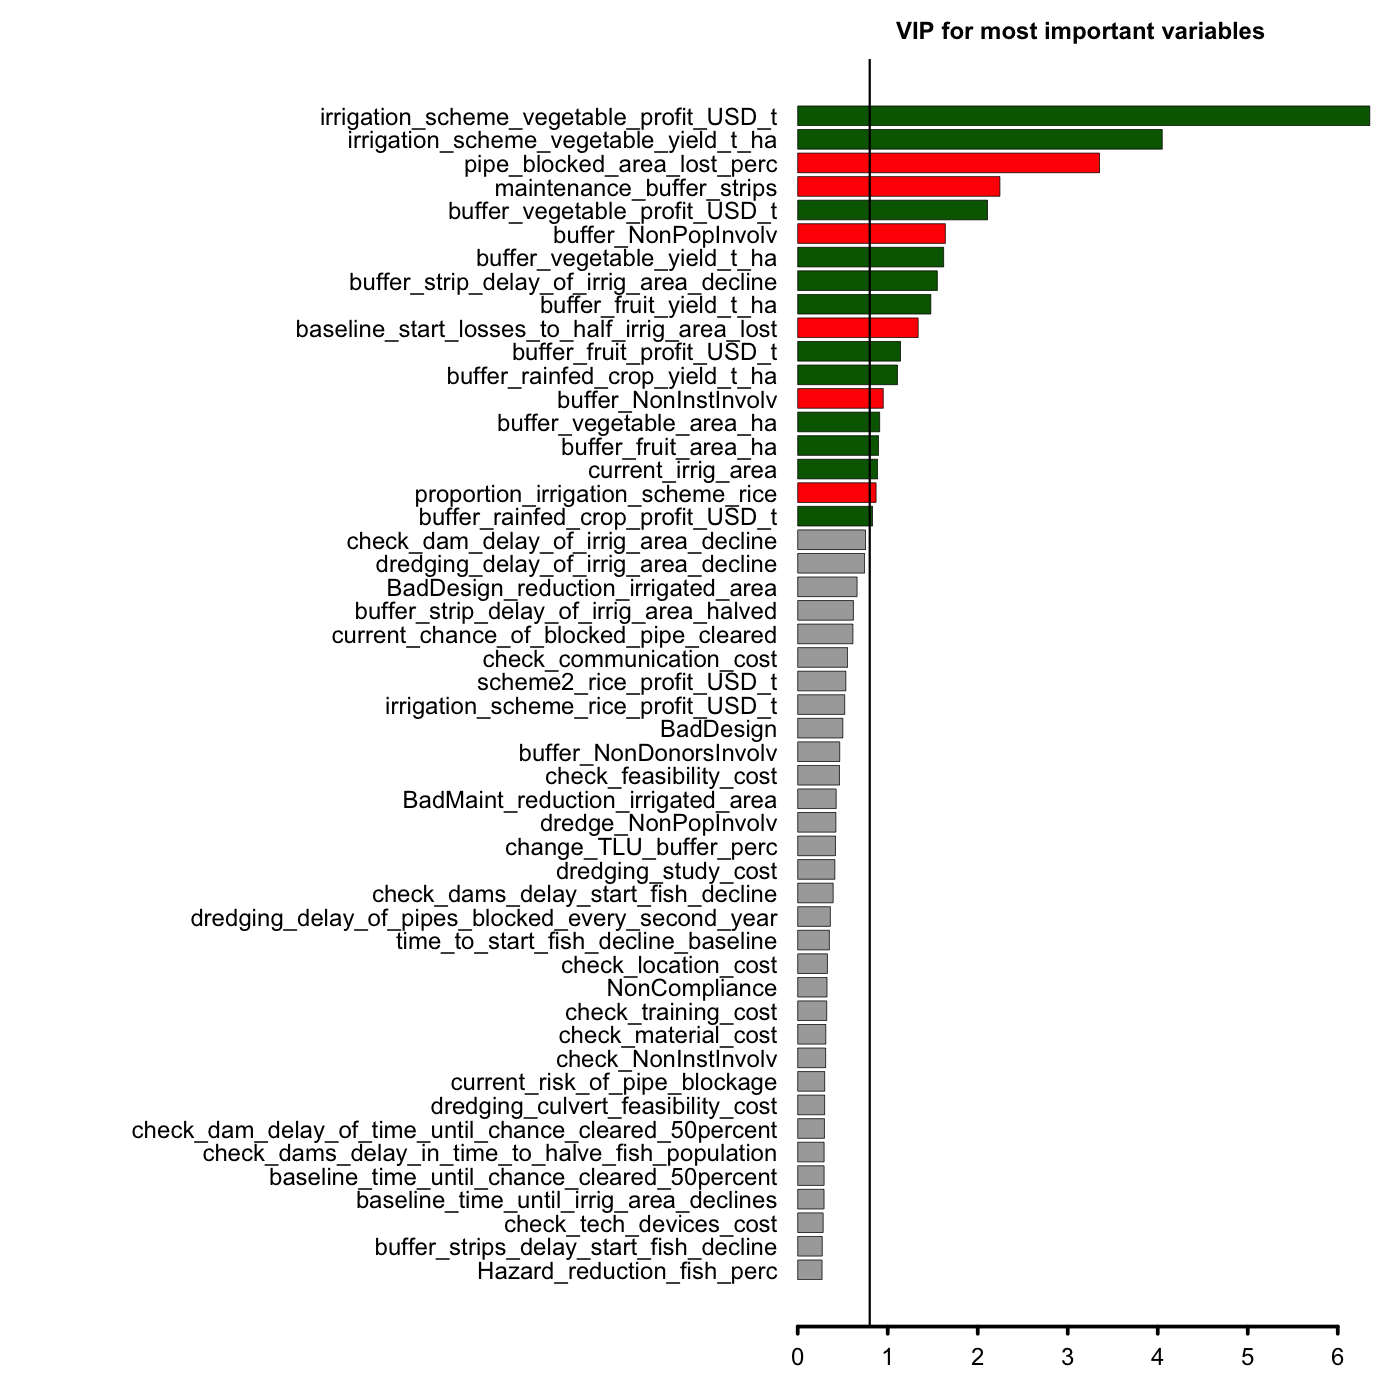 VIP for most important variables
irrigation_scheme_vegetable_profit_USD_t
irrigation_scheme_vegetable_yield_t_ha
pipe_blocked_area_lost_perc
maintenance_buffer_strips
buffer_vegetable_profit_USD_t
buffer_NonPopInvolv
buffer_vegetable_yield_t_ha
buffer_strip_delay_of_irrig_area_decline
buffer_fruit_yield_t_ha
baseline_start_losses_to_half_irrig_area_lost
buffer_fruit_profit_USD_t
buffer_rainfed_crop_yield_t_ha
buffer_NonInstInvolv
buffer_vegetable_area_ha
buffer_fruit_area_ha
current_irrig_area
proportion_irrigation_scheme_rice
buffer_rainfed_crop_profit_USD_t
check_dam_delay_of_irrig_area_decline
dredging_delay_of_irrig_area_decline
BadDesign_reduction_irrigated_area
buffer_strip_delay_of_irrig_area_halved
current_chance_of_blocked_pipe_cleared
check_communication_cost
scheme2_rice_profit_USD_t
irrigation_scheme_rice_profit_USD_t
BadDesign
buffer_NonDonorsInvolv
check_feasibility_cost
BadMaint_reduction_irrigated_area
dredge_NonPopInvolv
change_TLU_buffer_perc
dredging_study_cost
check_dams_delay_start_fish_decline
dredging_delay_of_pipes_blocked_every_second_year
time_to_start_fish_decline_baseline
check_location_cost
NonCompliance
check_training_cost
check_material_cost
check_NonInstInvolv
current_risk_of_pipe_blockage
dredging_culvert_feasibility_cost
check_dam_delay_of_time_until_chance_cleared_50percent
check_dams_delay_in_time_to_halve_fish_population
baseline_time_until_chance_cleared_50percent
baseline_time_until_irrig_area_declines
check_tech_devices_cost
buffer_strips_delay_start_fish_decline
Hazard_reduction_fish_perc
0 1 2 3 4 5 6